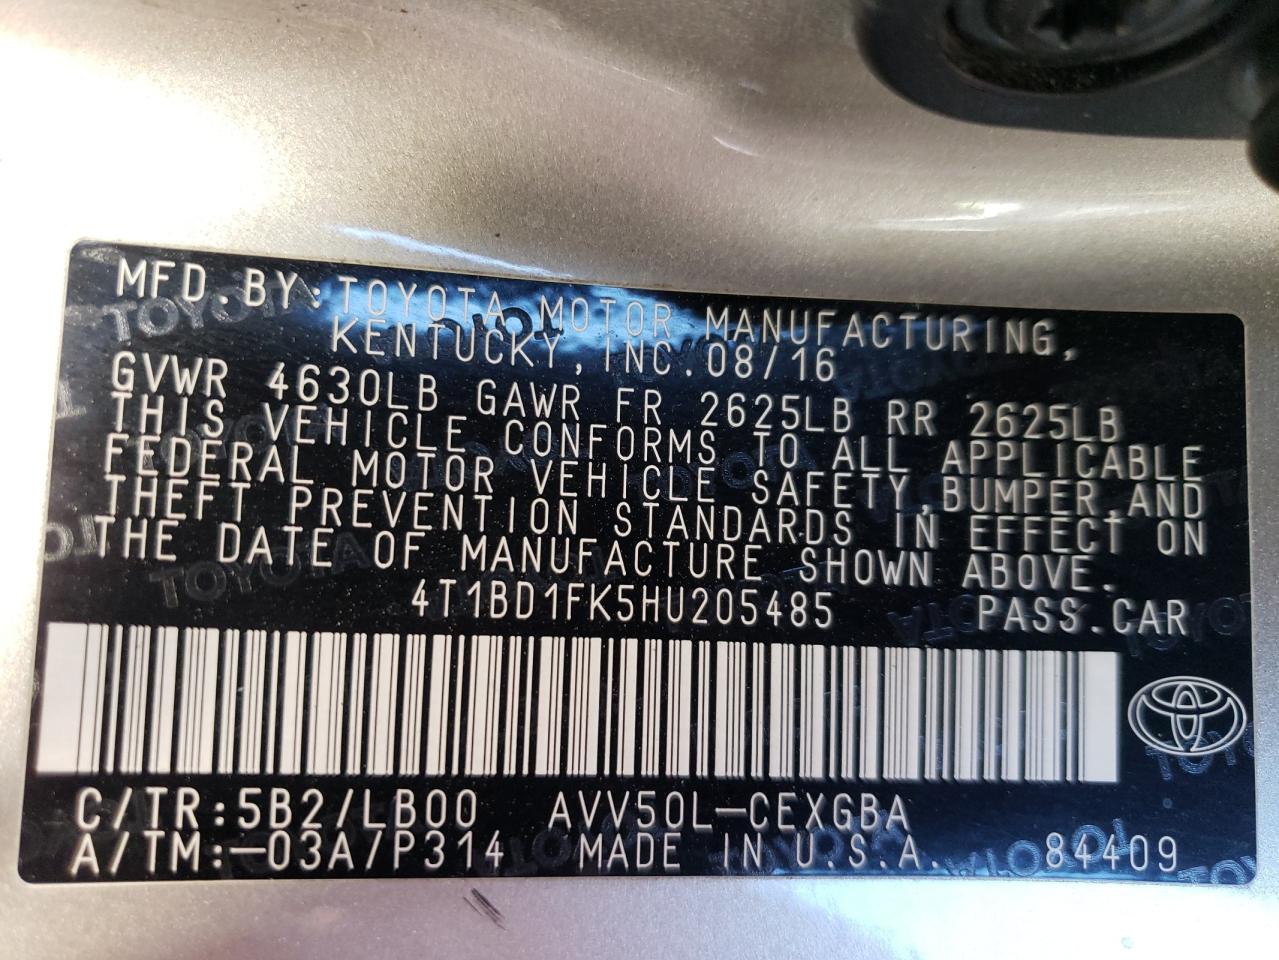 MFD.BY:TOYOTA MOTOR MANUFACTURING,
KENTUCKY, INC.08/16
GVWR 4630LB GAWR FR 2625LB RR 2625LB
THIS VEHICLE CONFORMS TO ALL APPLICABLE
FEDERAL MOTOR VEHICLE SAFETY,BUMPER,AND
THEFT PREVENTION STANDARDS IN EFFECT ON
THE DATE OF MANUFACTURE SHOWN ABOVE.
4T1BD1FK5HU205485 PASS.CAR
C/TR:5B2/LB00 AVV50L-CEXGBA
A/TM:-03A/P314 MADE IN U.S.A. 84409